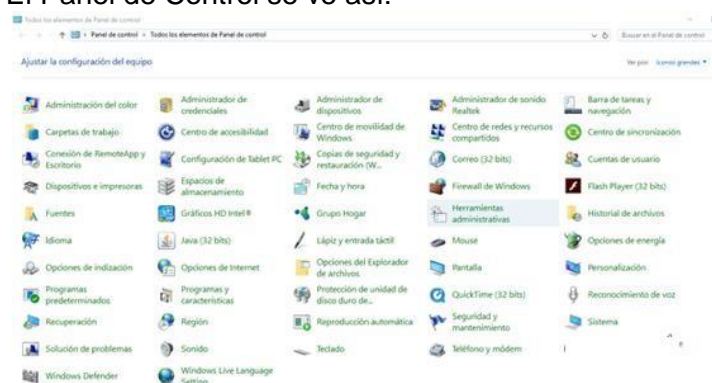 El Panel de Control se ve así:
Todos los elementos de Panel de control
Panel de control › Todos los elementos de Panel de control
Buscar en el Panel de control
Ajustar la configuración del equipo
Ver por: Iconos grandes
Administración del color
Administrador de
credenciales
Administrador de
dispositivos
Administrador de sonido
Realtek
Barra de tareas y
navegación
Carpetas de trabajo
Centro de accesibilidad
Centro de movilidad de
Windows
Centro de redes y recursos
compartidos
Centro de sincronización
Conexión de RemoteApp y
Escritorio
Configuración de Tablet PC
Copias de seguridad y
restauración (W...
Correo (32 bits)
Cuentas de usuario
Dispositivos e impresoras
Espacios de
almacenamiento
Fecha y hora
Firewall de Windows
Flash Player (32 bits)
Fuentes
Gráficos HD Intel®
Grupo Hogar
Herramientas
administrativas
Historial de archivos
Idioma
Java (32 bits)
Lápiz y entrada táctil
Mouse
Opciones de energía
Opciones de indización
Opciones de Internet
Opciones del Explorador
de archivos
Pantalla
Personalización
Programas
predeterminados
Programas y
características
Protección de unidad de
disco duro de...
QuickTime (32 bits)
Reconocimiento de voz
Recuperación
Región
Reproducción automática
Seguridad y
mantenimiento
Sistema
Solución de problemas
Sonido
Teclado
Teléfono y módem
Windows Defender
Windows Live Language
Setting